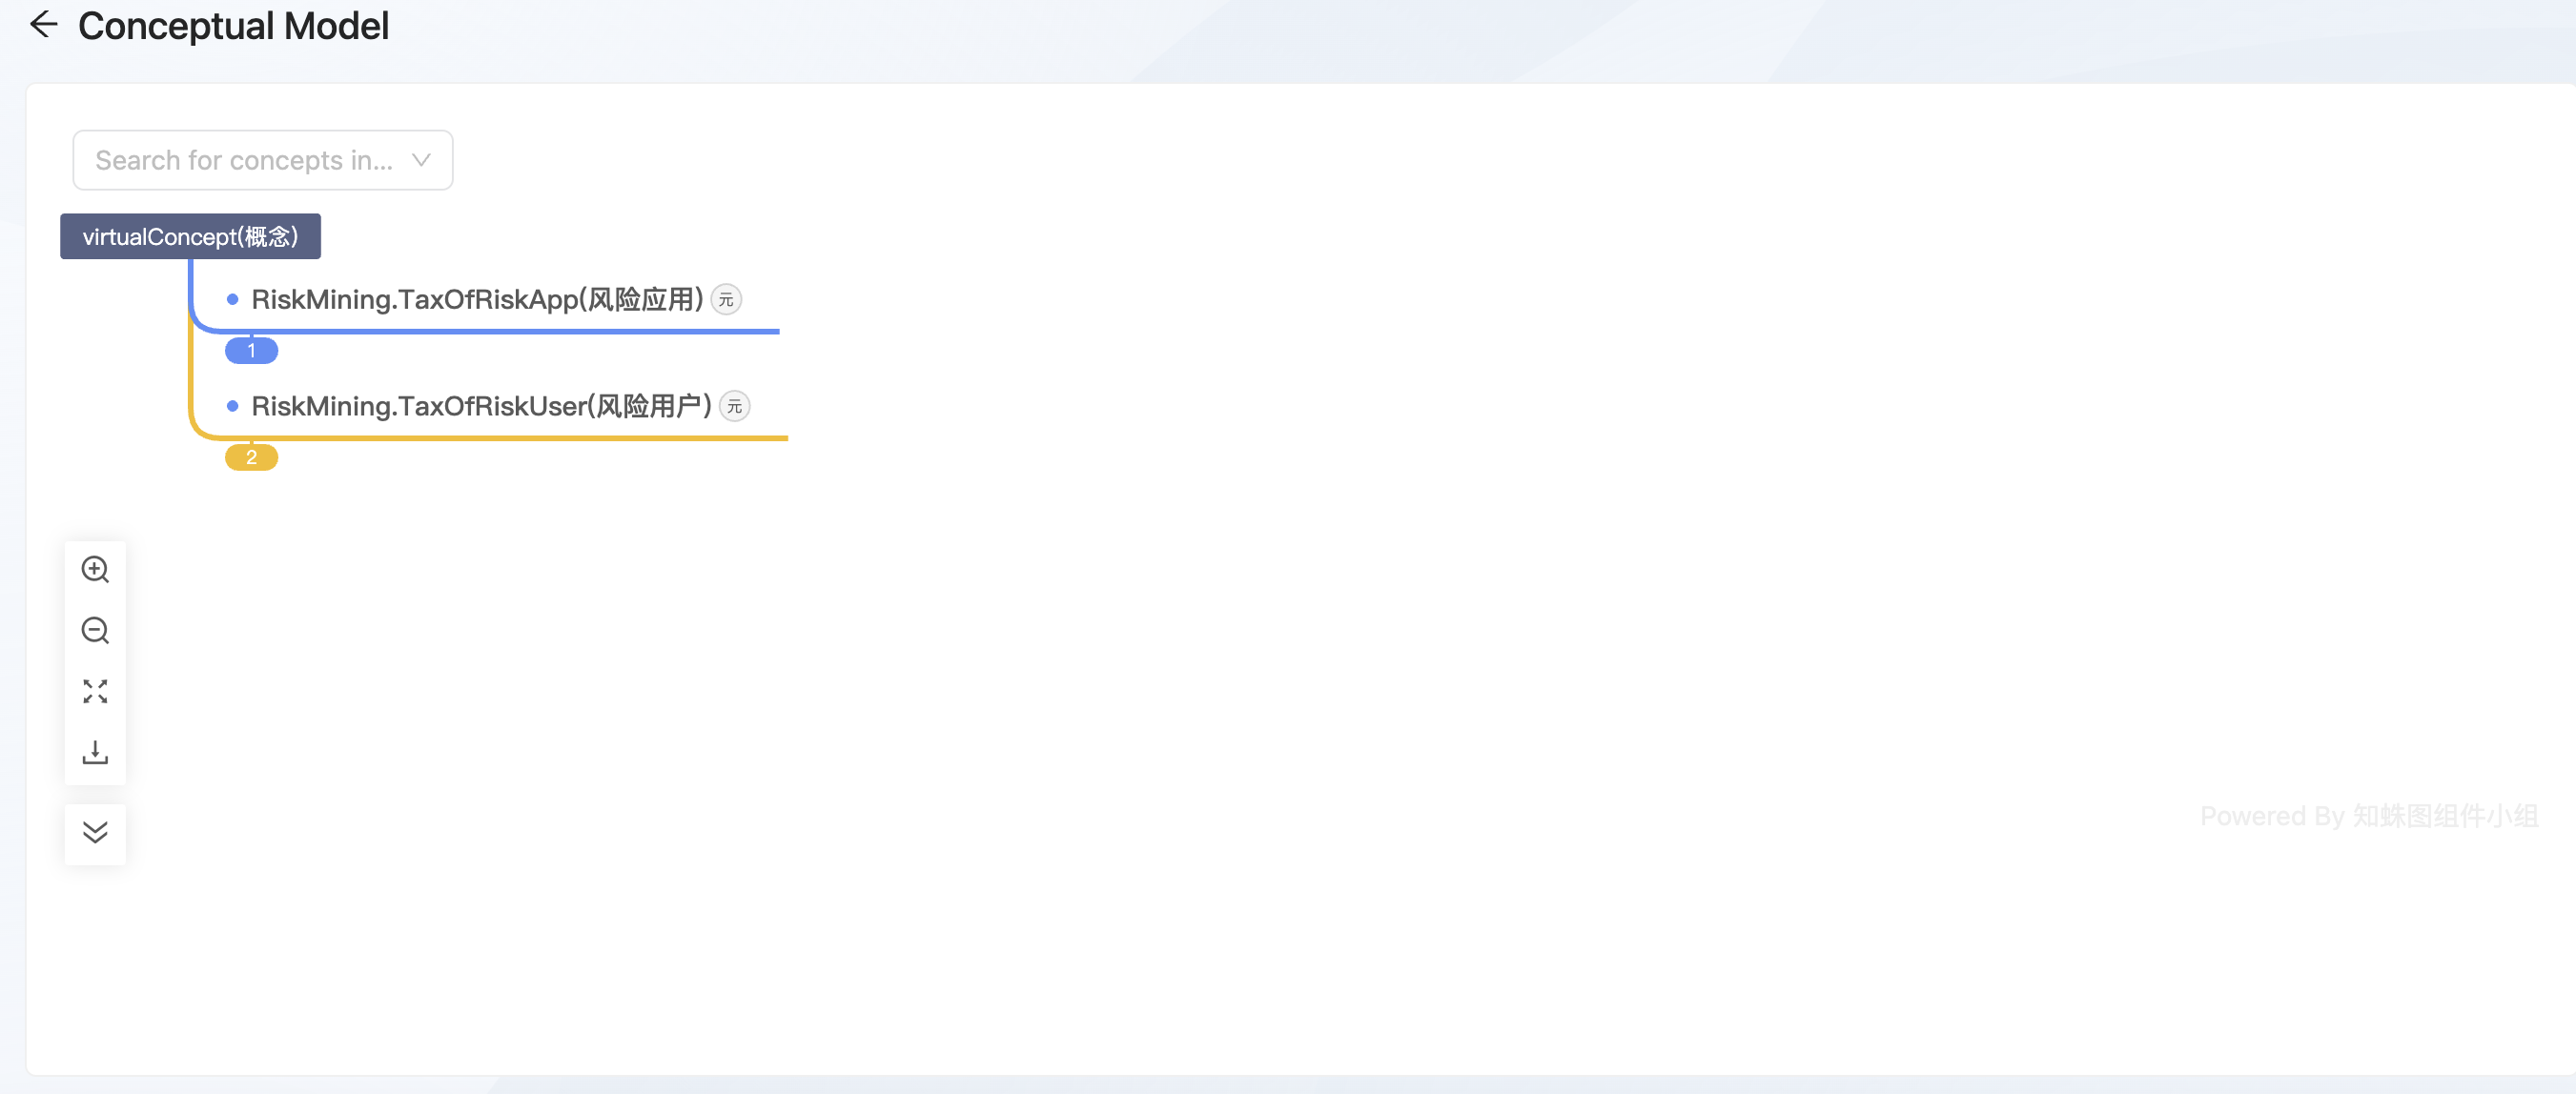 Conceptual Model
Search for concepts in...
virtualConcept(概念)
RiskMining.TaxOfRiskApp(风险应用) 元
1
RiskMining.TaxOfRiskUser(风险用户) 元
2
Powered By 知蛛图组件小组